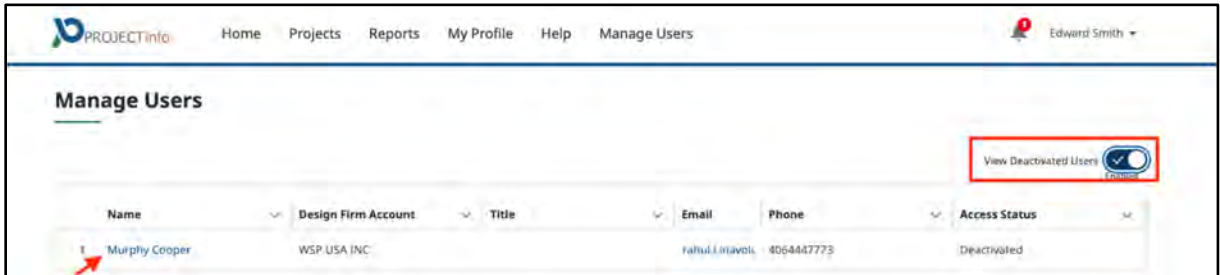 PROJECTinfo Home Projects Reports My Profile Help Manage Users Edward Smith
Manage Users
View Deactivated Users
Enabled
Name Design Firm Account Title Email Phone Access Status
1 Murphy Cooper WSP USA INC 4064447773 Deactivated